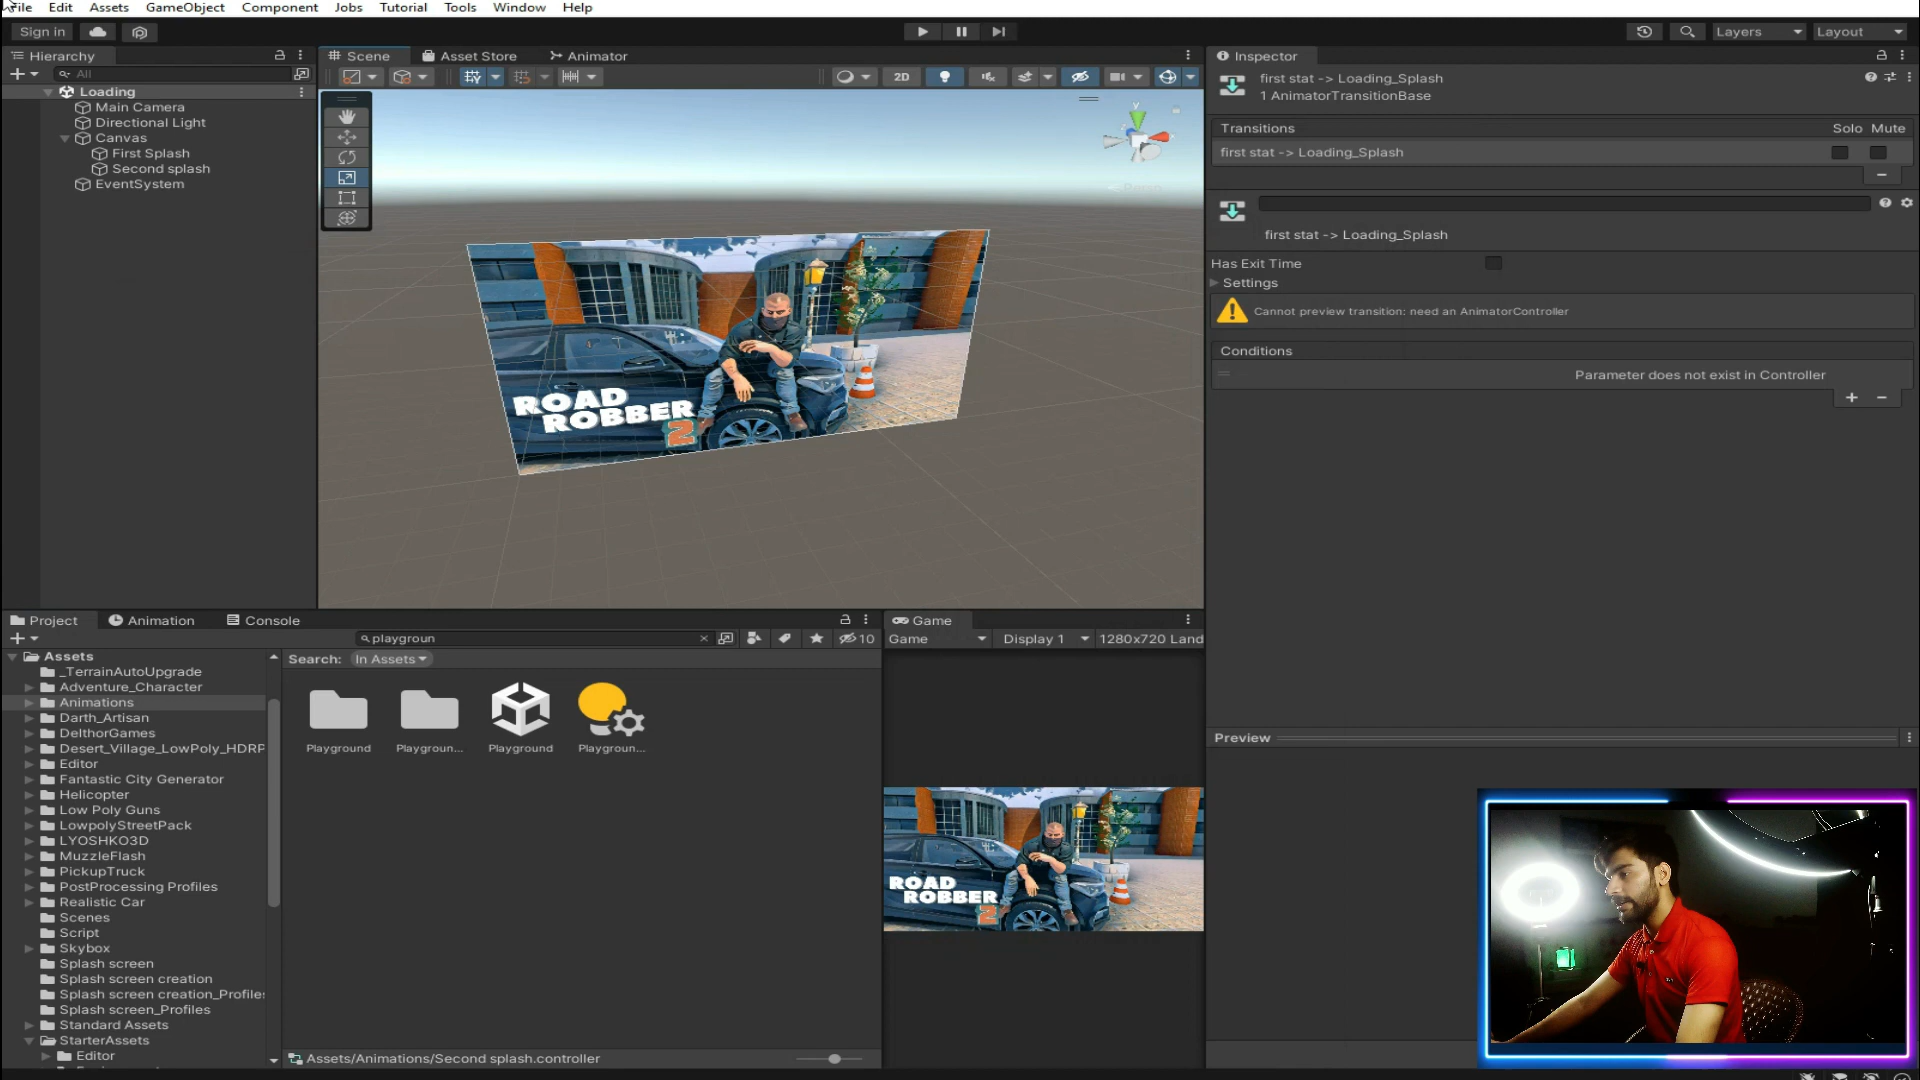 File Edit Assets GameObject Component Jobs Tutorial Tools Window Help
Sign in Layers Layout
Hierarchy
All
Loading
Main Camera
Directional Light
Canvas
First Splash
Second splash
EventSystem
Scene Asset Store Animator
2D
y
ROAD
ROBBER
2
Inspector
first stat -> Loading_Splash
1 AnimatorTransitionBase
Transitions Solo Mute
first stat -> Loading_Splash
first stat -> Loading_Splash
Has Exit Time
Settings
Cannot preview transition: need an AnimatorController
Conditions
Parameter does not exist in Controller
Project Animation Console
playgroun
10
Assets
_TerrainAutoUpgrade
Adventure_Character
Animations
Darth_Artisan
DelthorGames
Desert_Village_LowPoly_HDRP
Editor
Fantastic City Generator
Helicopter
Low Poly Guns
LowpolyStreetPack
LYOSHKO3D
MuzzleFlash
PickupTruck
PostProcessing Profiles
Realistic Car
Scenes
Script
Skybox
Splash screen
Splash screen creation
Splash screen creation_Profiles
Splash screen_Profiles
Standard Assets
StarterAssets
Editor
Search: In Assets
Playground Playgroun... Playground Playgroun...
Assets/Animations/Second splash.controller
Game
Game Display 1 1280x720 Land
ROAD
ROBBER
2
Preview